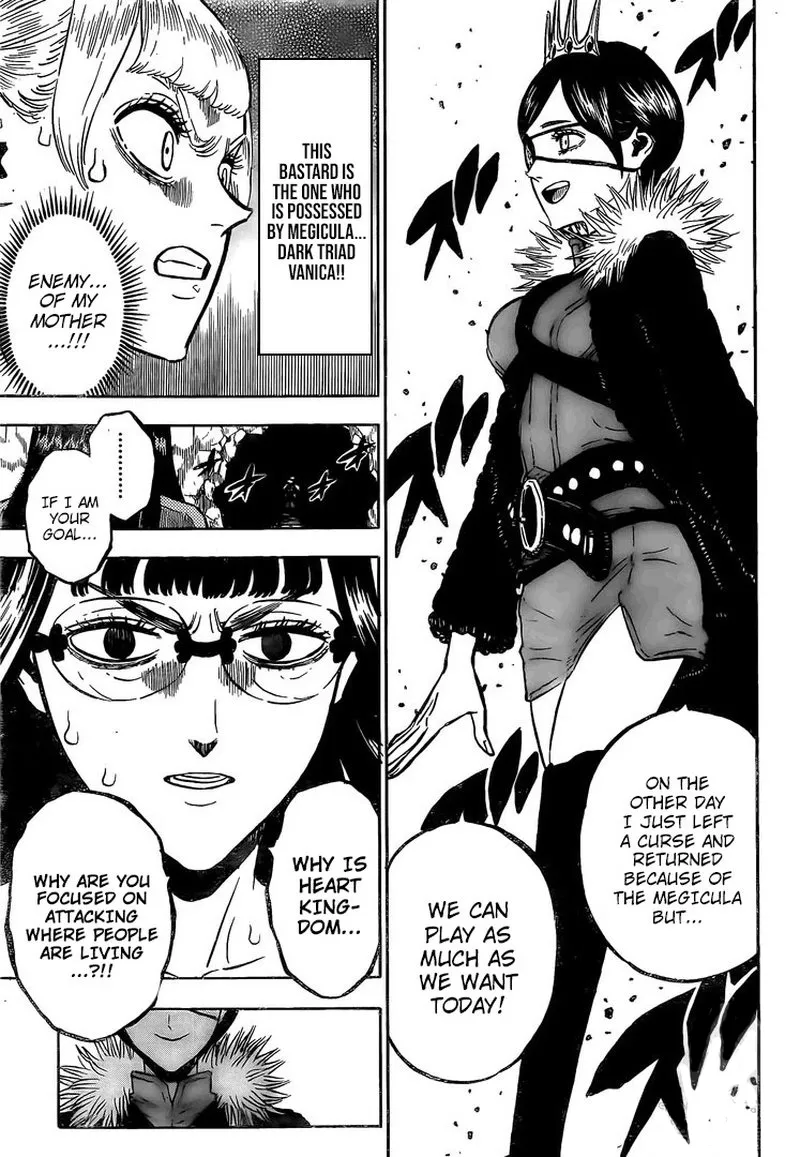 ON THE
OTHER DAY
I JUST LEFT
A CURSE AND
RETURNED
BECAUSE OF
THE MEGICULA
BUT...
WE CAN
PLAY AS
MUCH AS
WE WANT
TODAY!
THIS
BASTARD IS
THE ONE WHO
IS POSSESSED
BY MEGICULA...
DARK TRIAD
VANICA!!
ENEMY...
OF MY
MOTHER
...!!!
.......
IF I AM
YOUR
GOAL...
WHY IS
HEART
KING-
DOM...
WHY ARE YOU
FOCUSED ON
ATTACKING
WHERE PEOPLE
ARE LIVING
...?!!